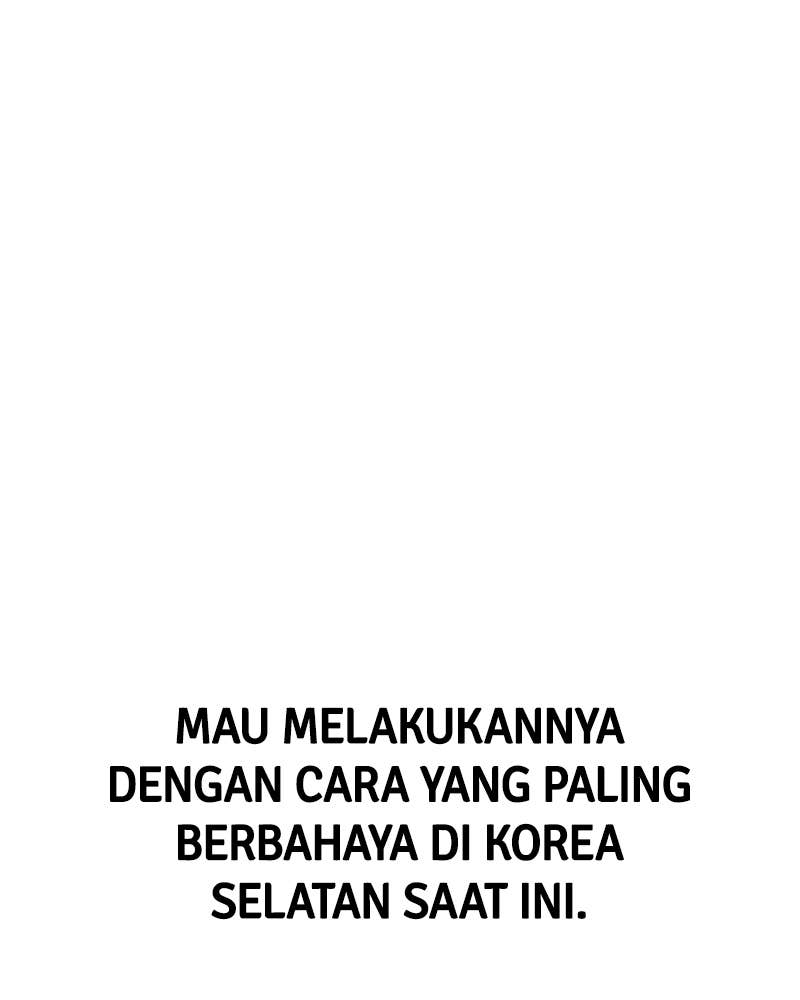 MAU MELAKUKANNYA
DENGAN CARA YANG PALING
BERBAHAYA DI KOREA
SELATAN SAAT INI.